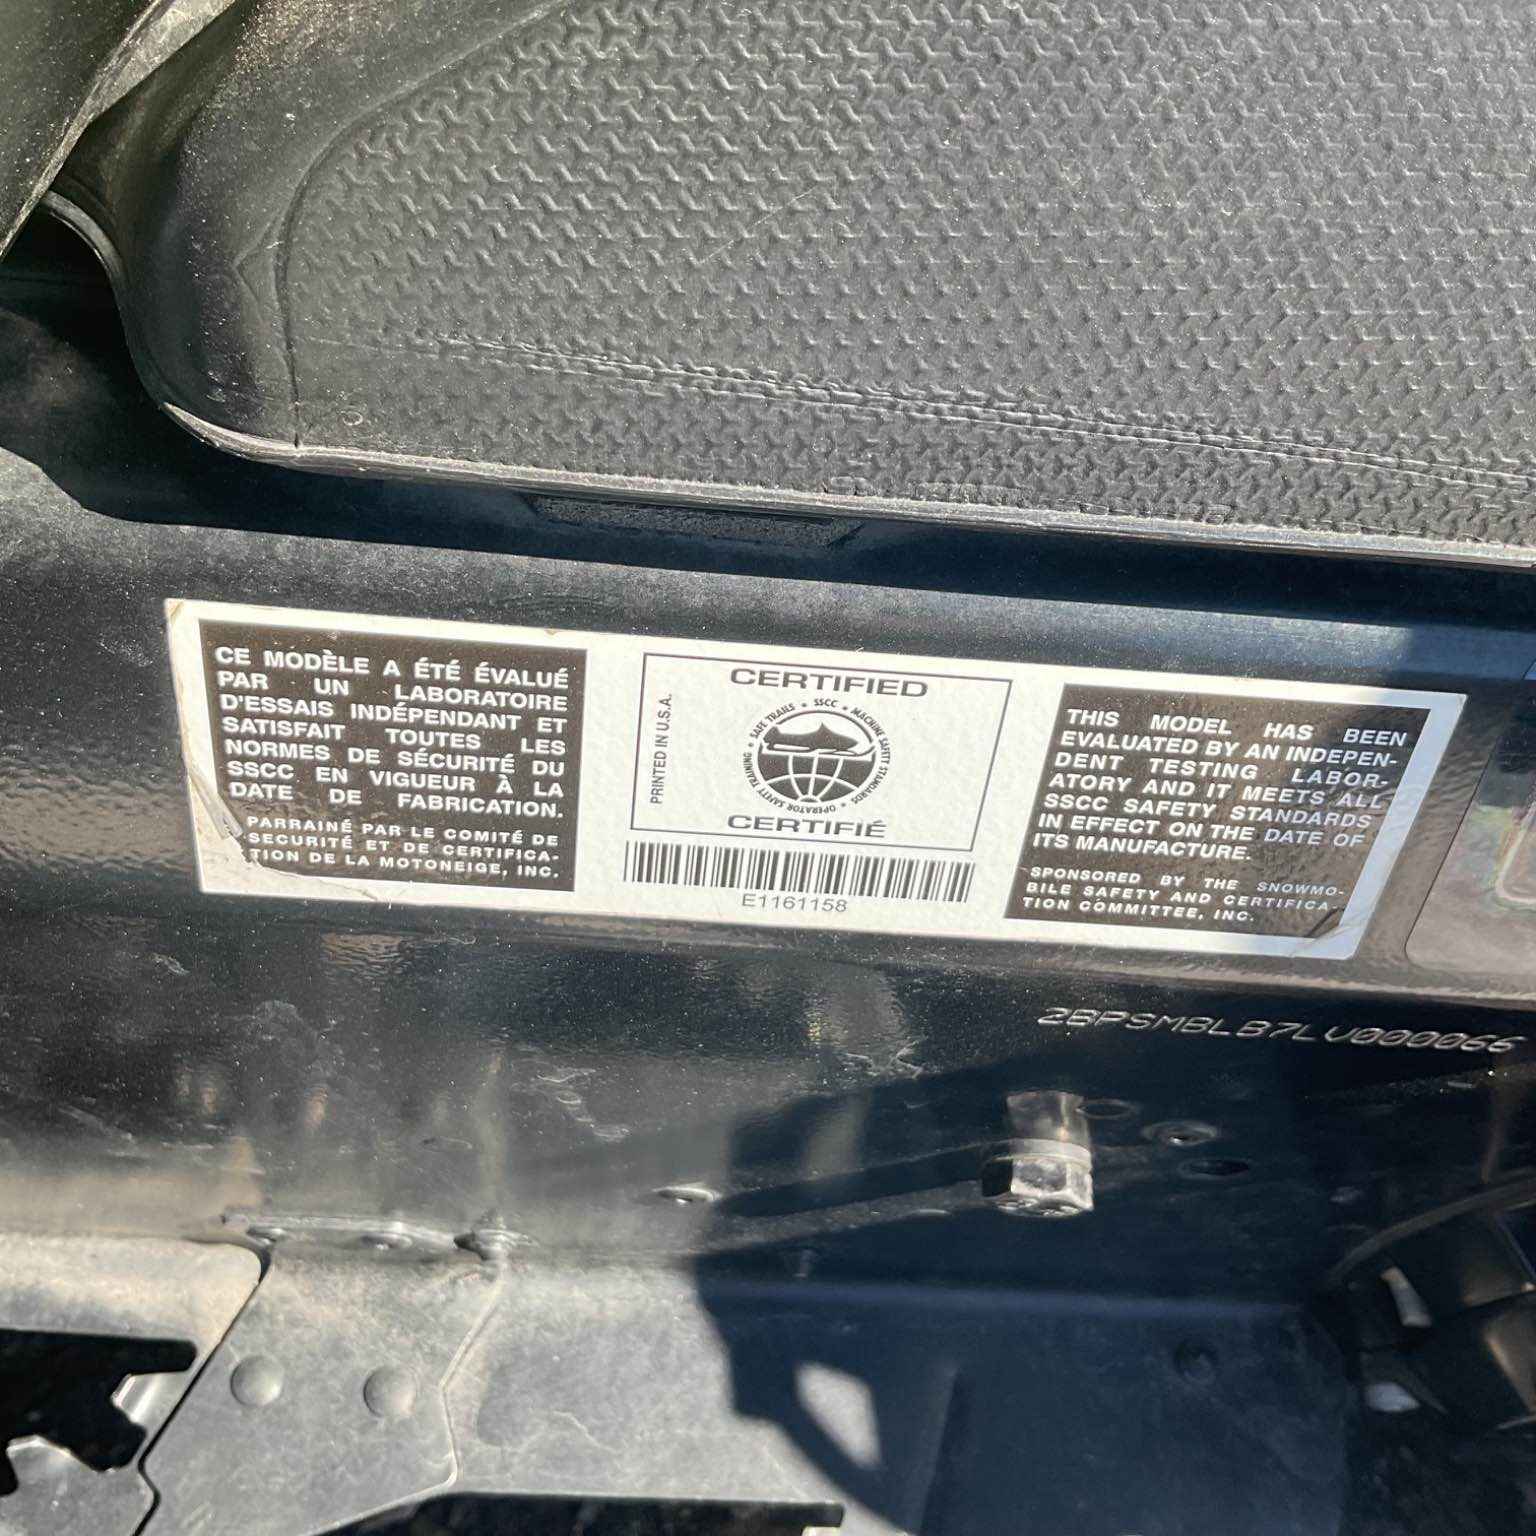 CE MODÈLE A ÉTÉ ÉVALUÉ
PAR UN LABORATOIRE
D'ESSAIS INDÉPENDANT ET
SATISFAIT TOUTES LES
NORMES DE SÉCURITÉ DU
SSCC EN VIGUEUR À LA
DATE DE FABRICATION.
PARRAINÉ PAR LE COMITÉ DE
SECURITÉ ET DE CERTIFICA-
TION DE LA MOTONEIGE, INC.
CERTIFIED
PRINTED IN U.S.A.
SAFE TRAILS • SSCC • MACHINE SAFETY STANDARDS • OPERATOR SAFETY TRAINING •
CERTIFIÉ
E1161158
THIS MODEL HAS BEEN
EVALUATED BY AN INDEPEN-
DENT TESTING LABOR-
ATORY AND IT MEETS ALL
SSCC SAFETY STANDARDS
IN EFFECT ON THE DATE OF
ITS MANUFACTURE.
SPONSORED BY THE SNOWMO-
BILE SAFETY AND CERTIFICA-
TION COMMITTEE, INC.
2BPSMBLB7LV000066